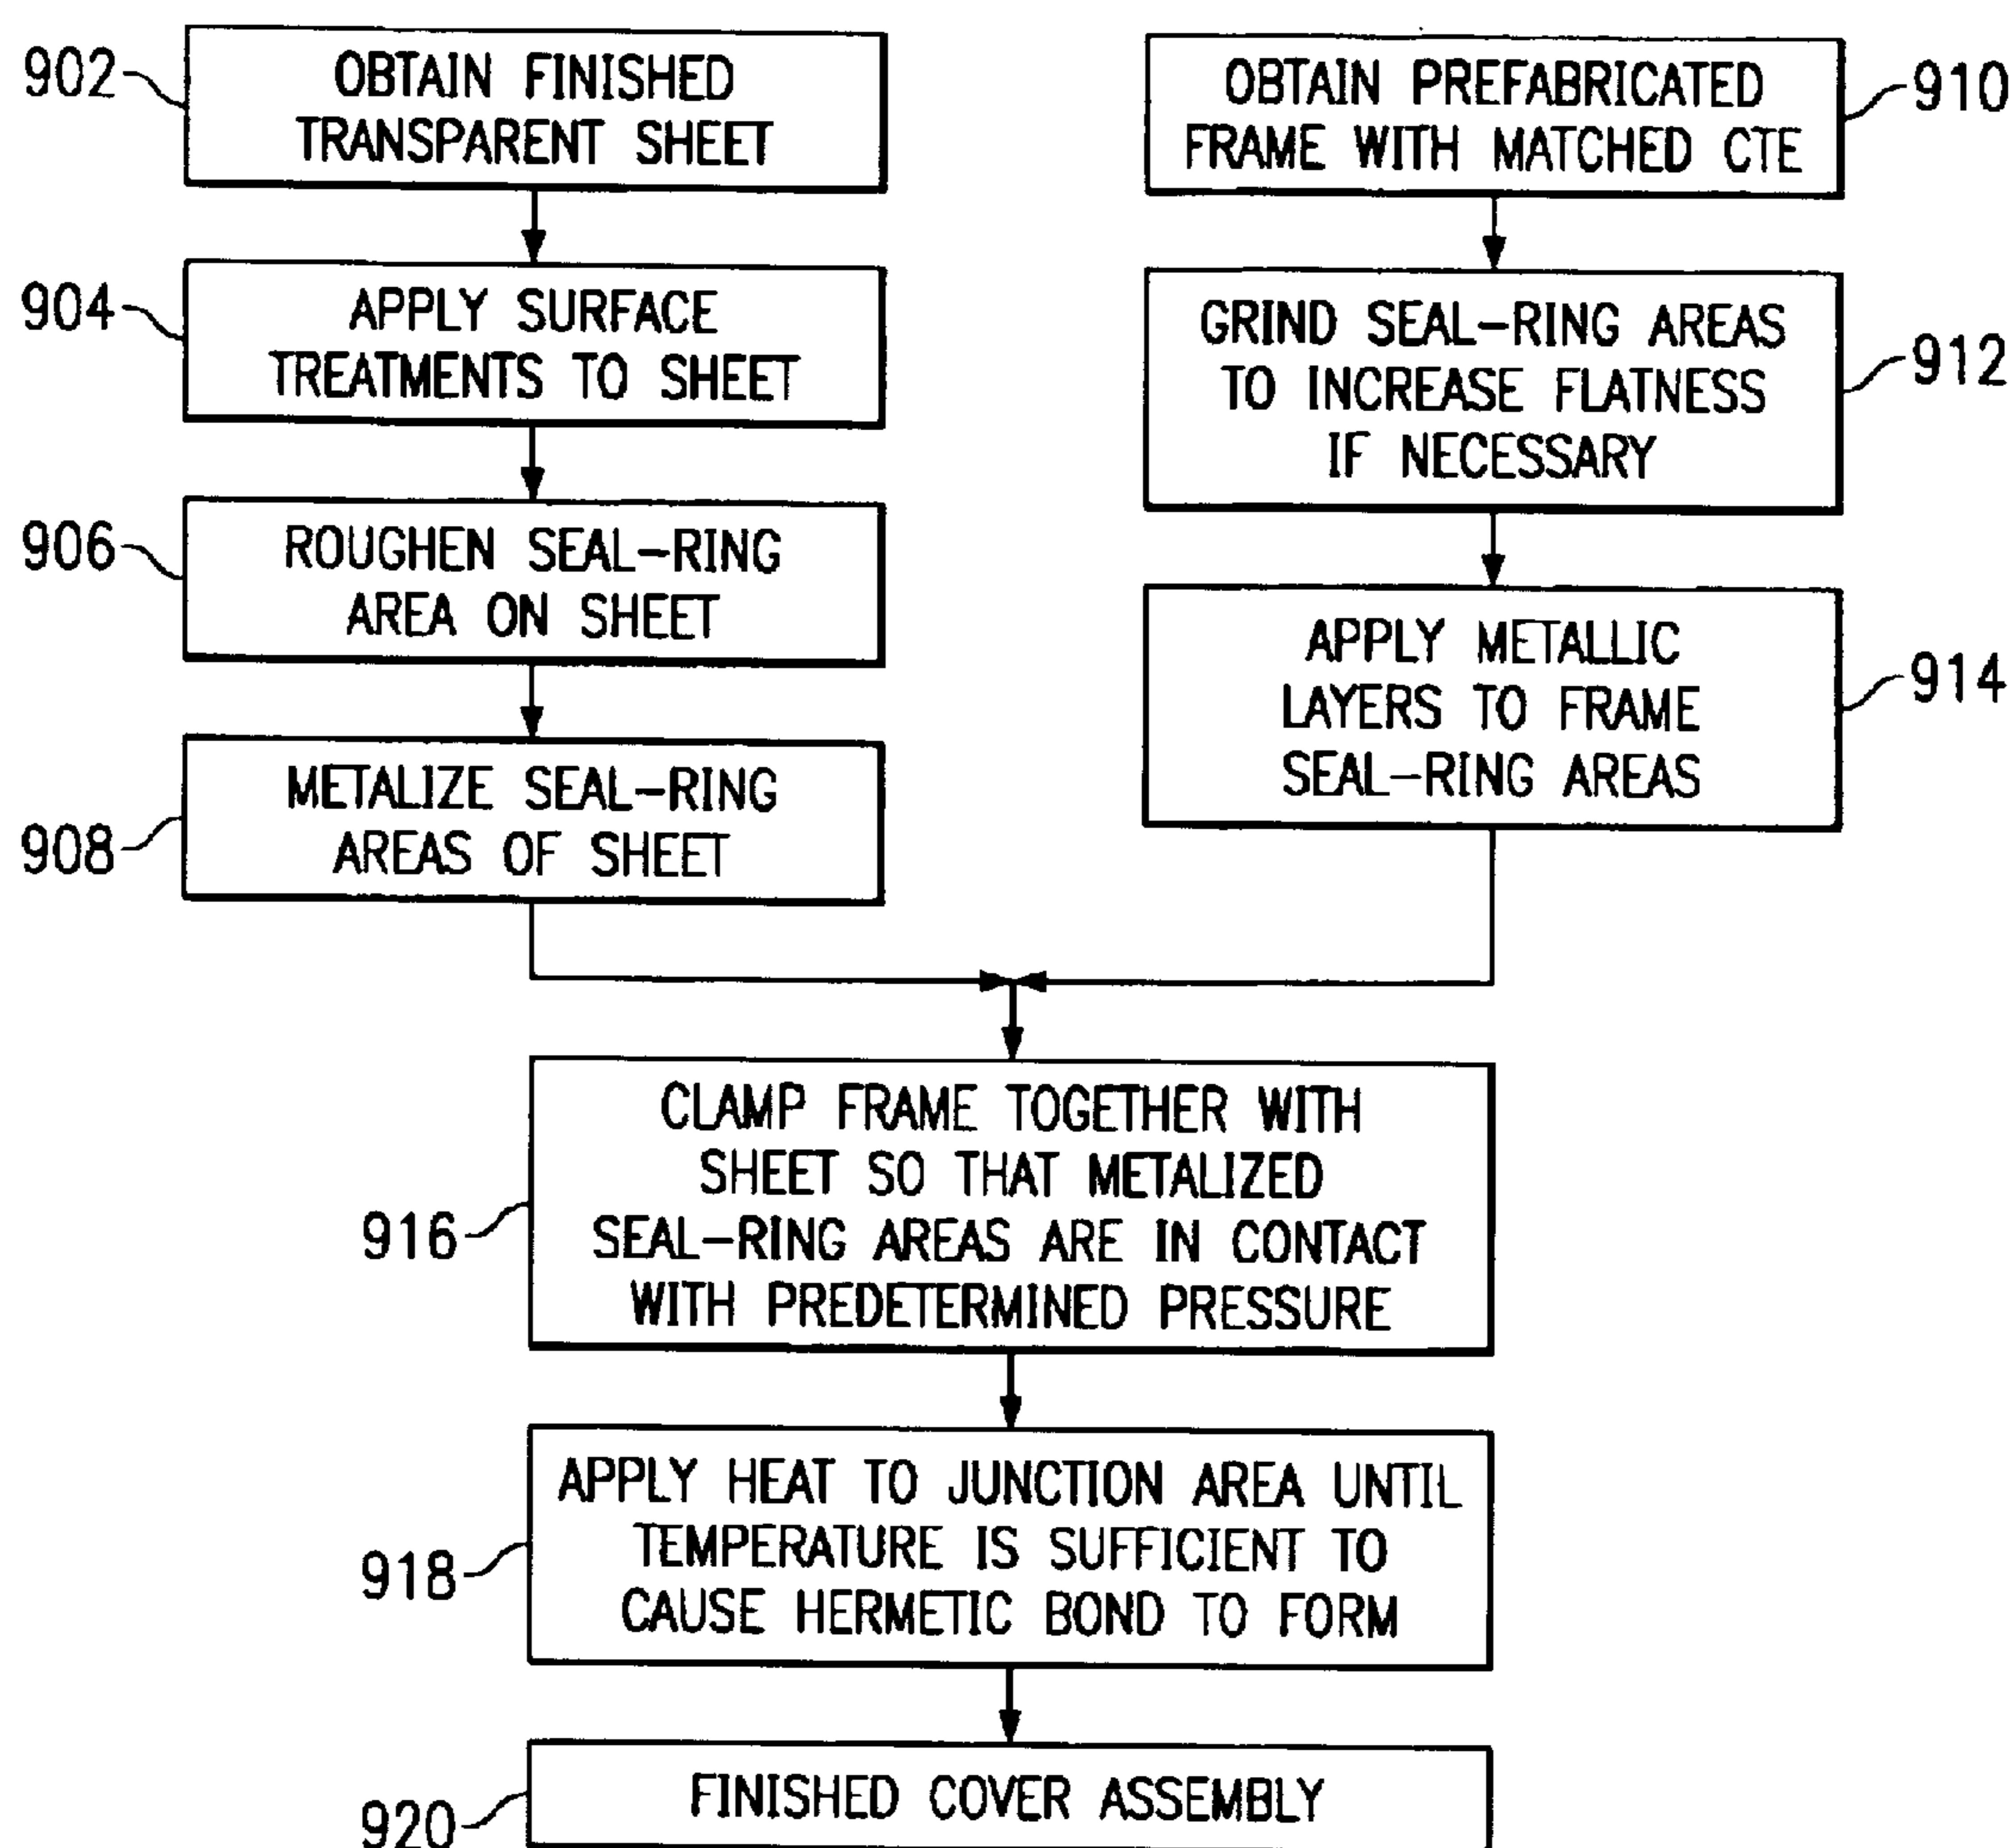 902
OBTAIN FINISHED
TRANSPARENT SHEET
904
APPLY SURFACE
TREATMENTS TO SHEET
906
ROUGHEN SEAL-RING
AREA ON SHEET
908
METALIZE SEAL-RING
AREAS OF SHEET
910
OBTAIN PREFABRICATED
FRAME WITH MATCHED CTE
912
GRIND SEAL-RING AREAS
TO INCREASE FLATNESS
IF NECESSARY
914
APPLY METALLIC
LAYERS TO FRAME
SEAL-RING AREAS
916
CLAMP FRAME TOGETHER WITH
SHEET SO THAT METALIZED
SEAL-RING AREAS ARE IN CONTACT
WITH PREDETERMINED PRESSURE
918
APPLY HEAT TO JUNCTION AREA UNTIL
TEMPERATURE IS SUFFICIENT TO
CAUSE HERMETIC BOND TO FORM
920
FINISHED COVER ASSEMBLY